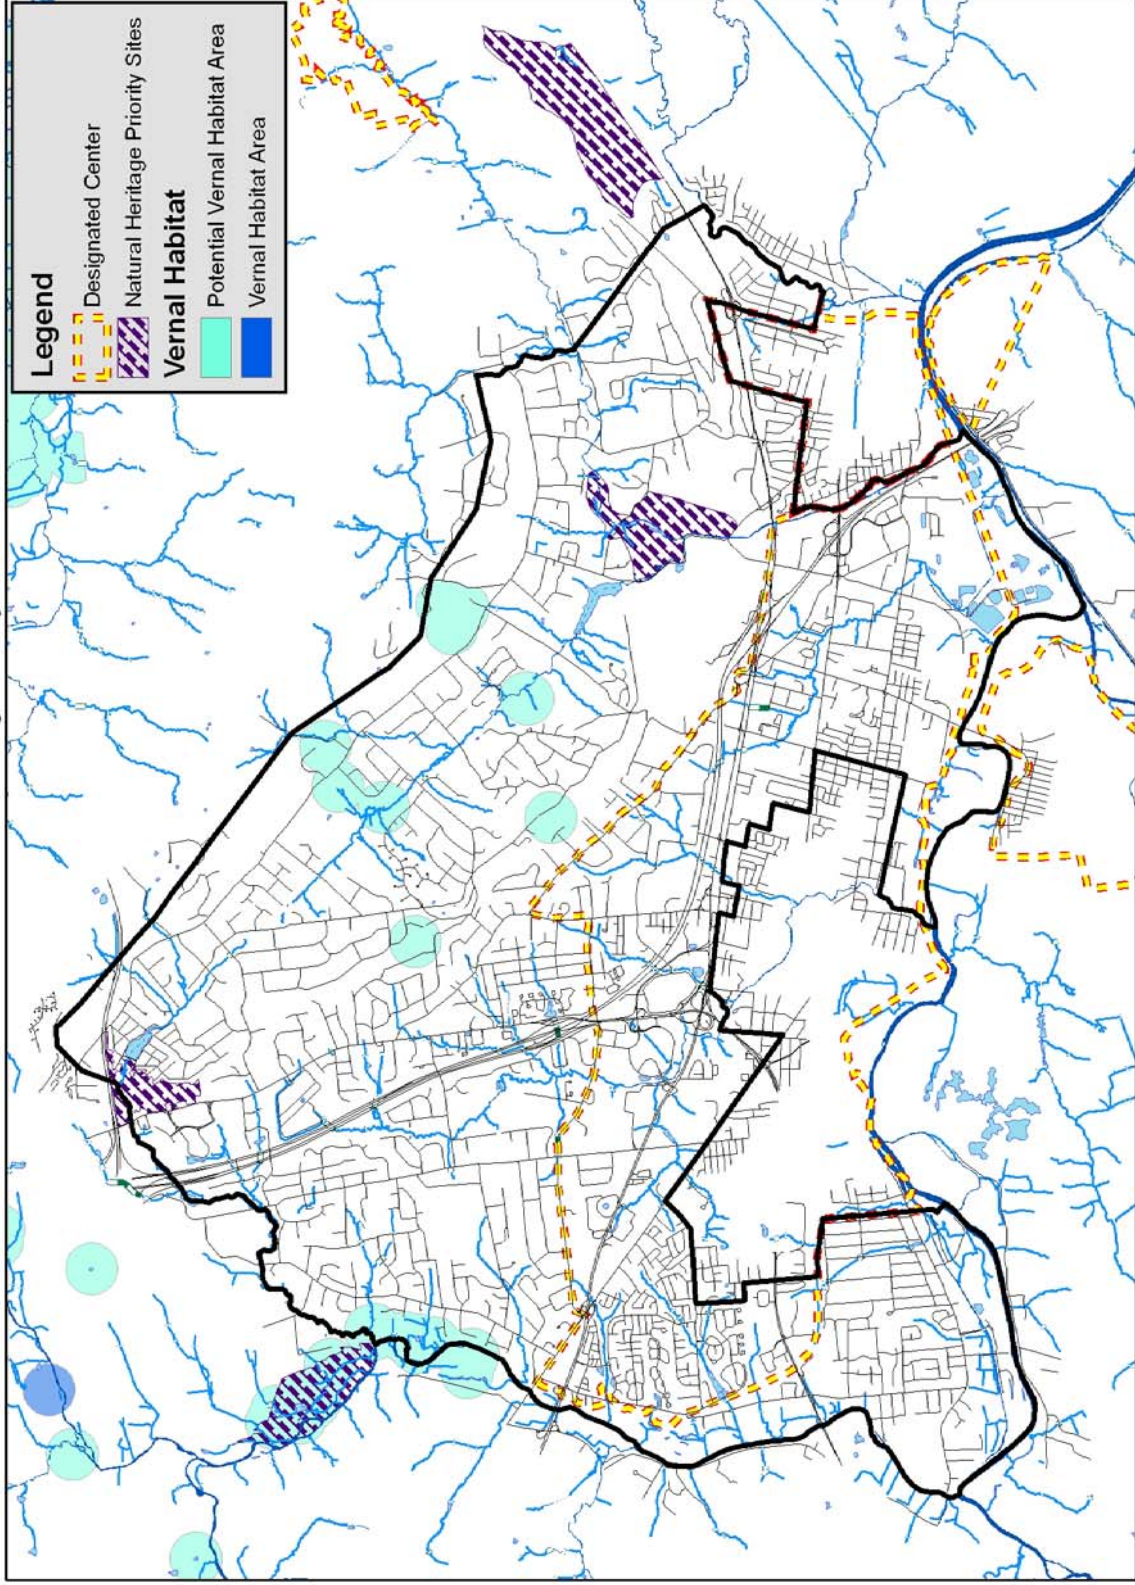 Legend
Designated Center
Natural Heritage Priority Sites
Vernal Habitat
Potential Vernal Habitat Area
Vernal Habitat Area